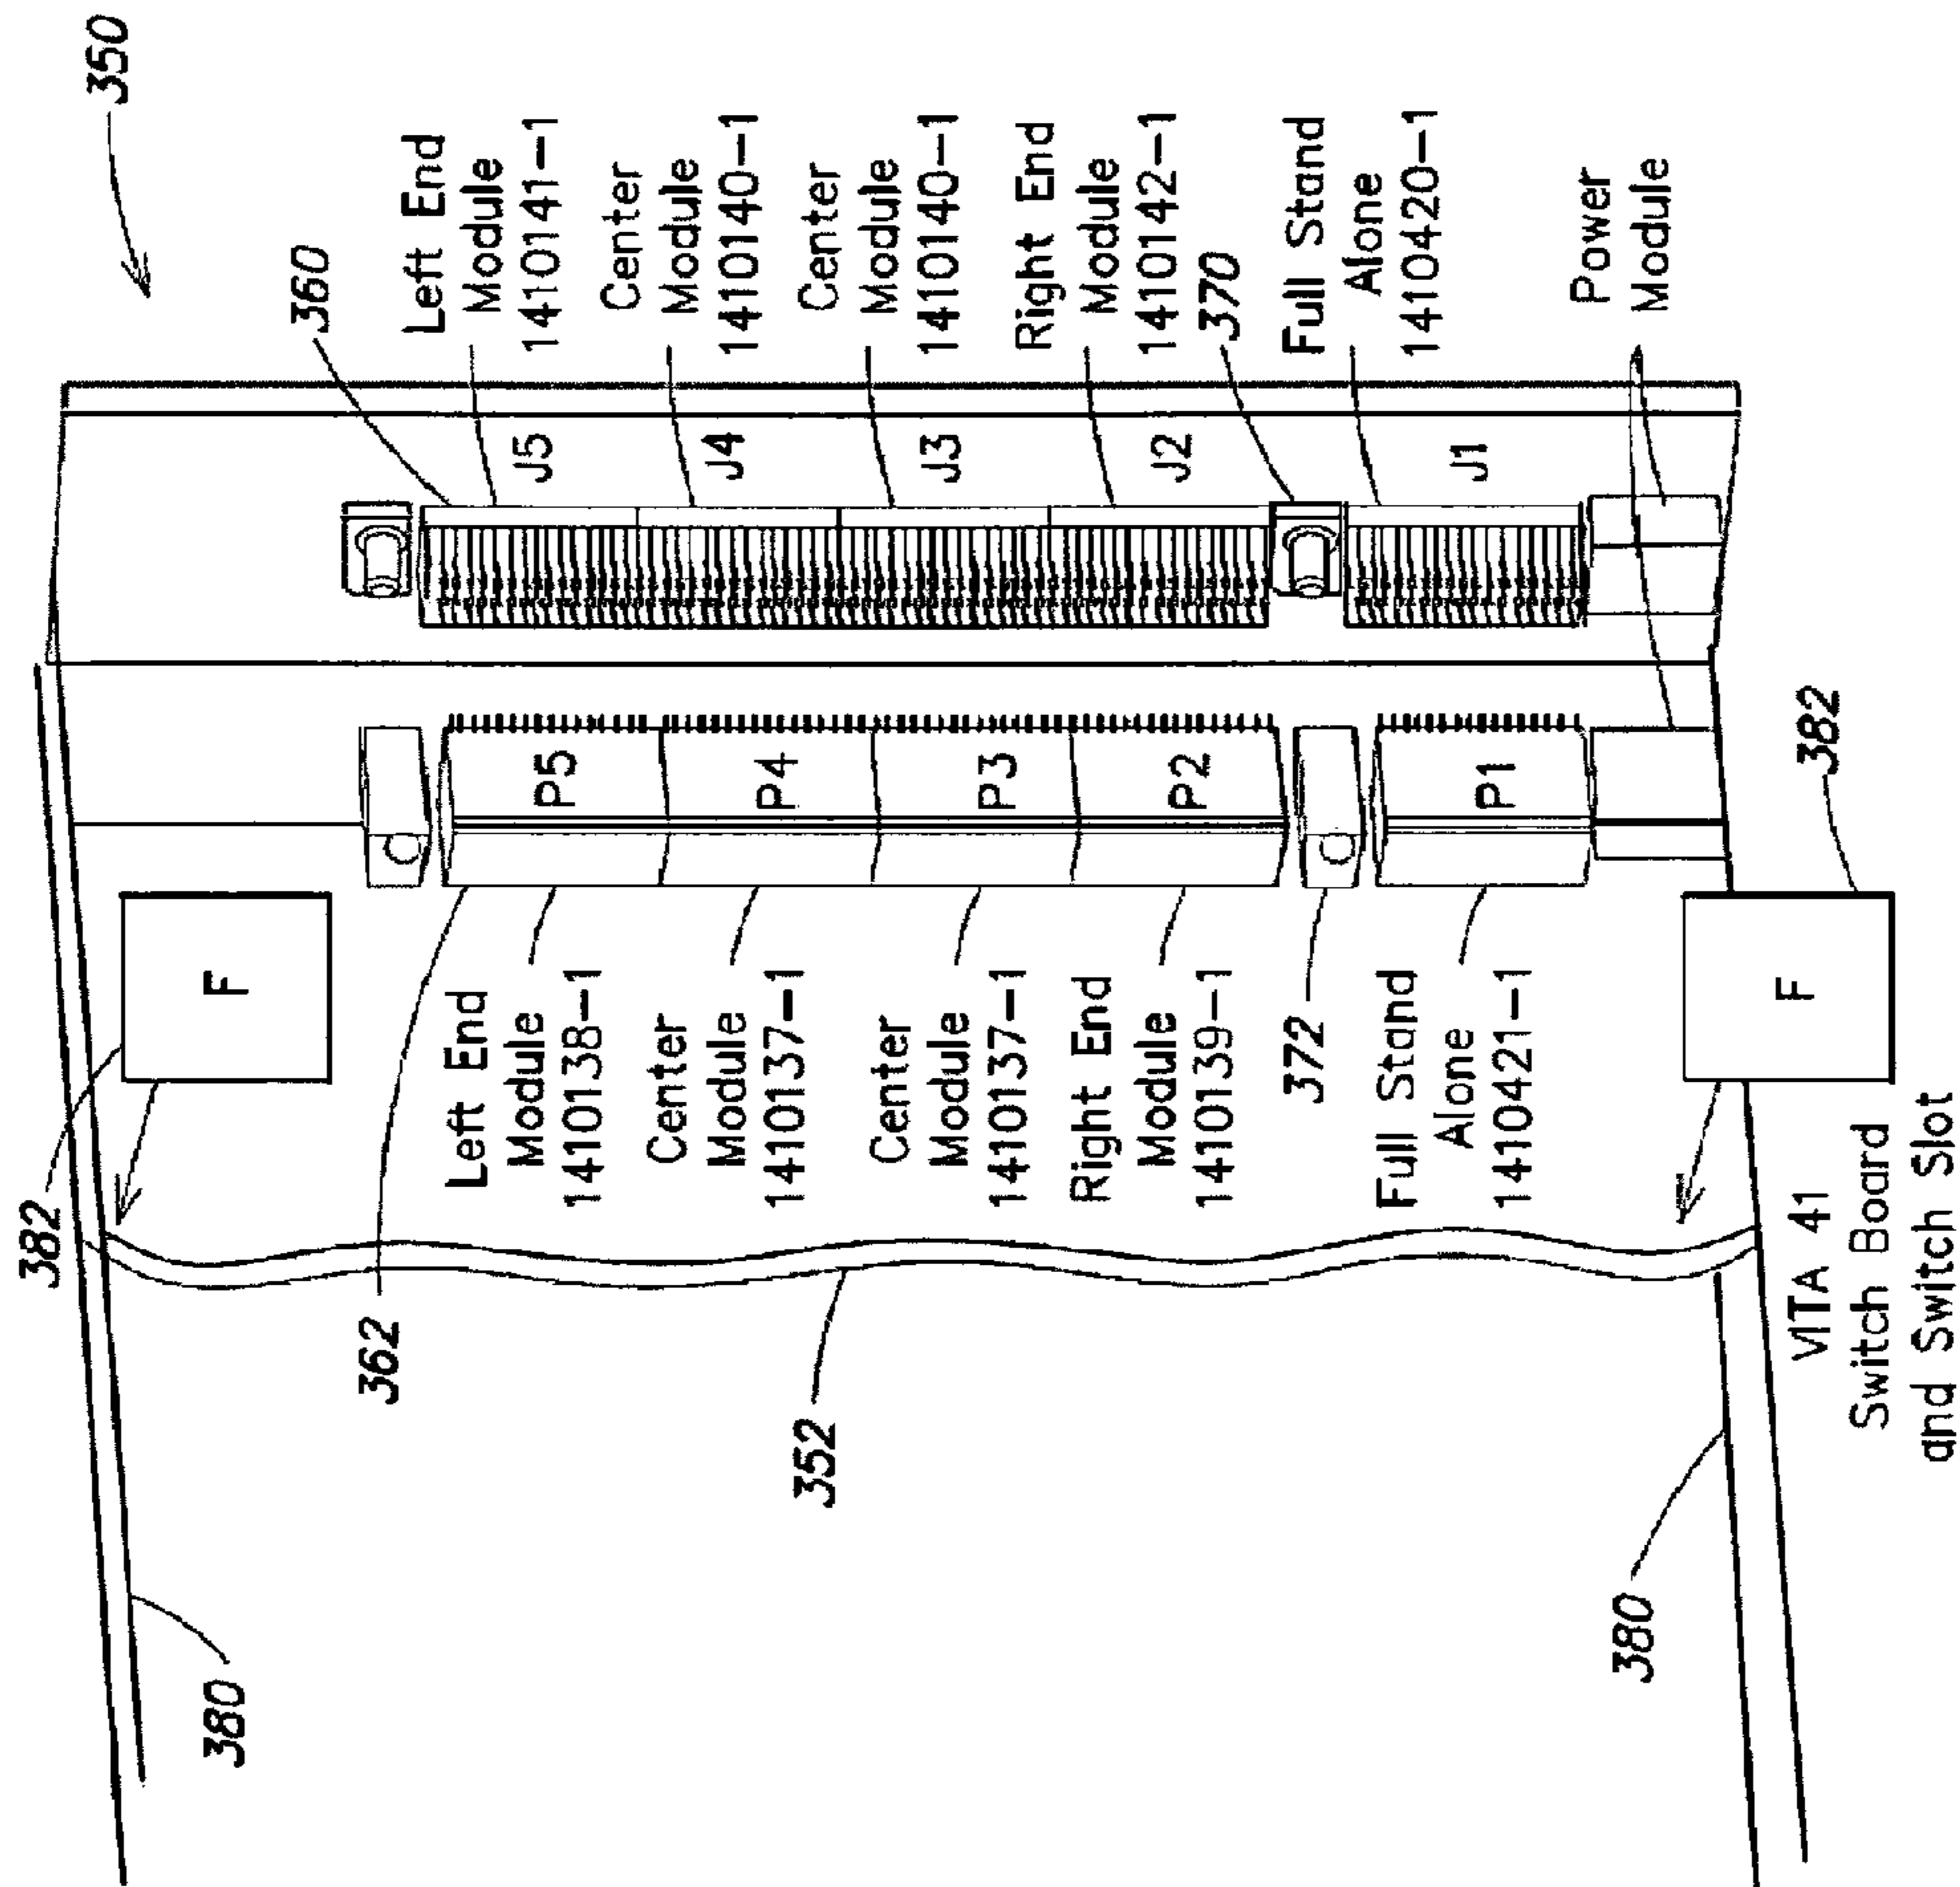 350
360
Left End
Module
1410141-1
Center
Module
1410140-1
Center
Module
1410140-1
Right End
Module
1410142-1
370
Full Stand
Alone
1410420-1
Power
Module
J5
J4
J3
J2
J1
P5
P4
P3
P2
P1
382
F
F
382
362
Left End
Module
1410138-1
Center
Module
1410137-1
Center
Module
1410137-1
Right End
Module
1410139-1
372
Full Stand
Alone
1410421-1
352
380
380
VITA 41
Switch Board
and Switch Slot